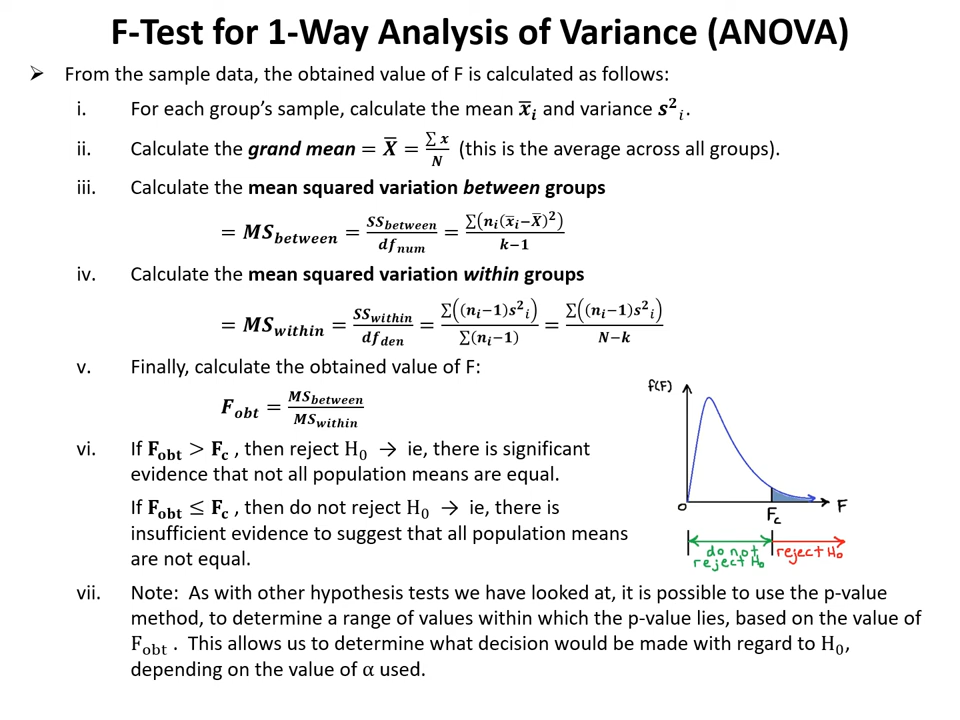 F-Test for 1-Way Analysis of Variance (ANOVA)
➢ From the sample data, the obtained value of F is calculated as follows:
i. For each group's sample, calculate the mean x̅ᵢ and variance s²ᵢ.
ii. Calculate the grand mean = X̅ = ∑x / N (this is the average across all groups).
iii. Calculate the mean squared variation between groups
= MS_between = SS_between / df_num = ∑(nᵢ(x̅ᵢ−X̅)²) / k−1
iv. Calculate the mean squared variation within groups
= MS_within = SS_within / df_den = ∑((nᵢ−1)s²ᵢ) / ∑(nᵢ−1) = ∑((nᵢ−1)s²ᵢ) / N−k
v. Finally, calculate the obtained value of F:
F_obt = MS_between / MS_within
vi. If F_obt > F_c , then reject H₀ → ie, there is significant
evidence that not all population means are equal.
If F_obt ≤ F_c , then do not reject H₀ → ie, there is
insufficient evidence to suggest that all population means
are not equal.
f(F)
0
F_c
F
do not
reject H₀
reject H₀
vii. Note: As with other hypothesis tests we have looked at, it is possible to use the p-value
method, to determine a range of values within which the p-value lies, based on the value of
F_obt . This allows us to determine what decision would be made with regard to H₀,
depending on the value of α used.